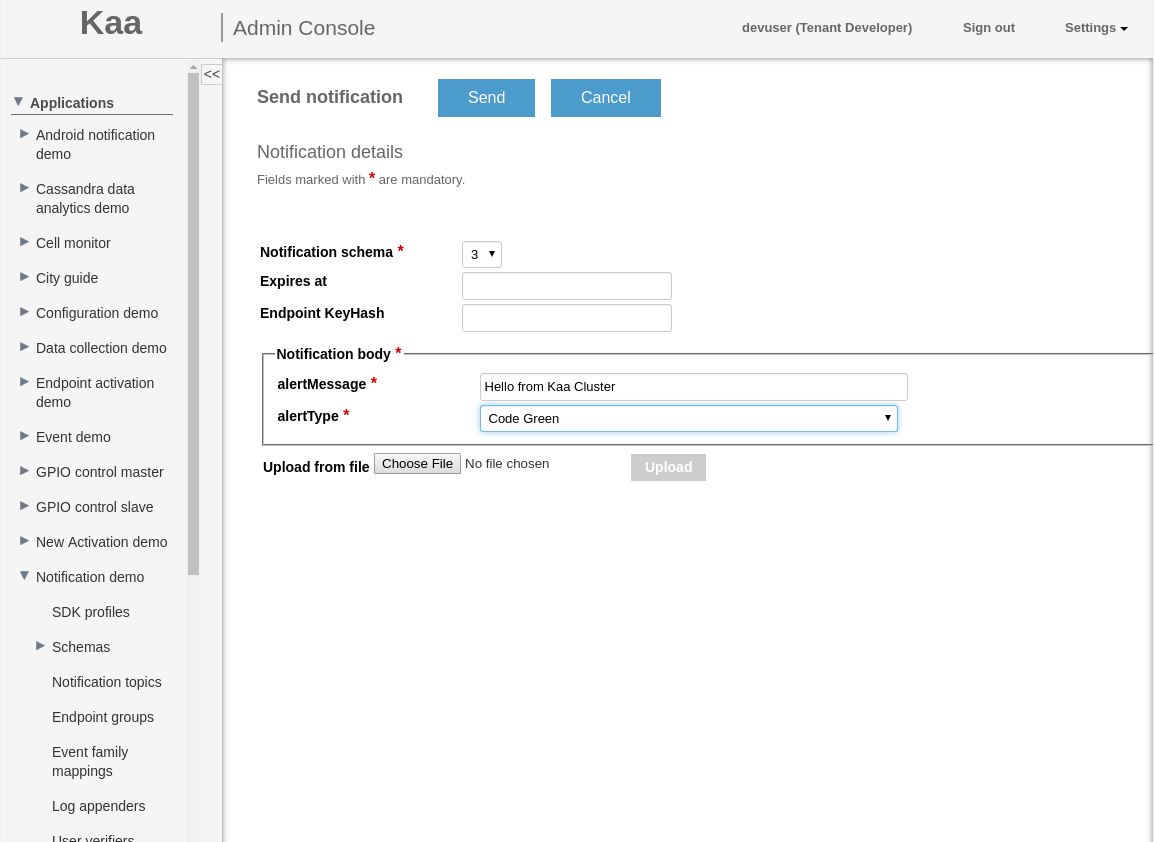 Kaa
Admin Console
devuser (Tenant Developer)
Sign out
Settings
<<
Applications
Android notification
demo
Cassandra data
analytics demo
Cell monitor
City guide
Configuration demo
Data collection demo
Endpoint activation
demo
Event demo
GPIO control master
GPIO control slave
New Activation demo
Notification demo
SDK profiles
Schemas
Notification topics
Endpoint groups
Event family
mappings
Log appenders
User verifiers
Send notification
Send
Cancel
Notification details
Fields marked with * are mandatory.
Notification schema *
3
Expires at
Endpoint KeyHash
Notification body *
alertMessage *
Hello from Kaa Cluster
alertType *
Code Green
Upload from file
Choose File
No file chosen
Upload